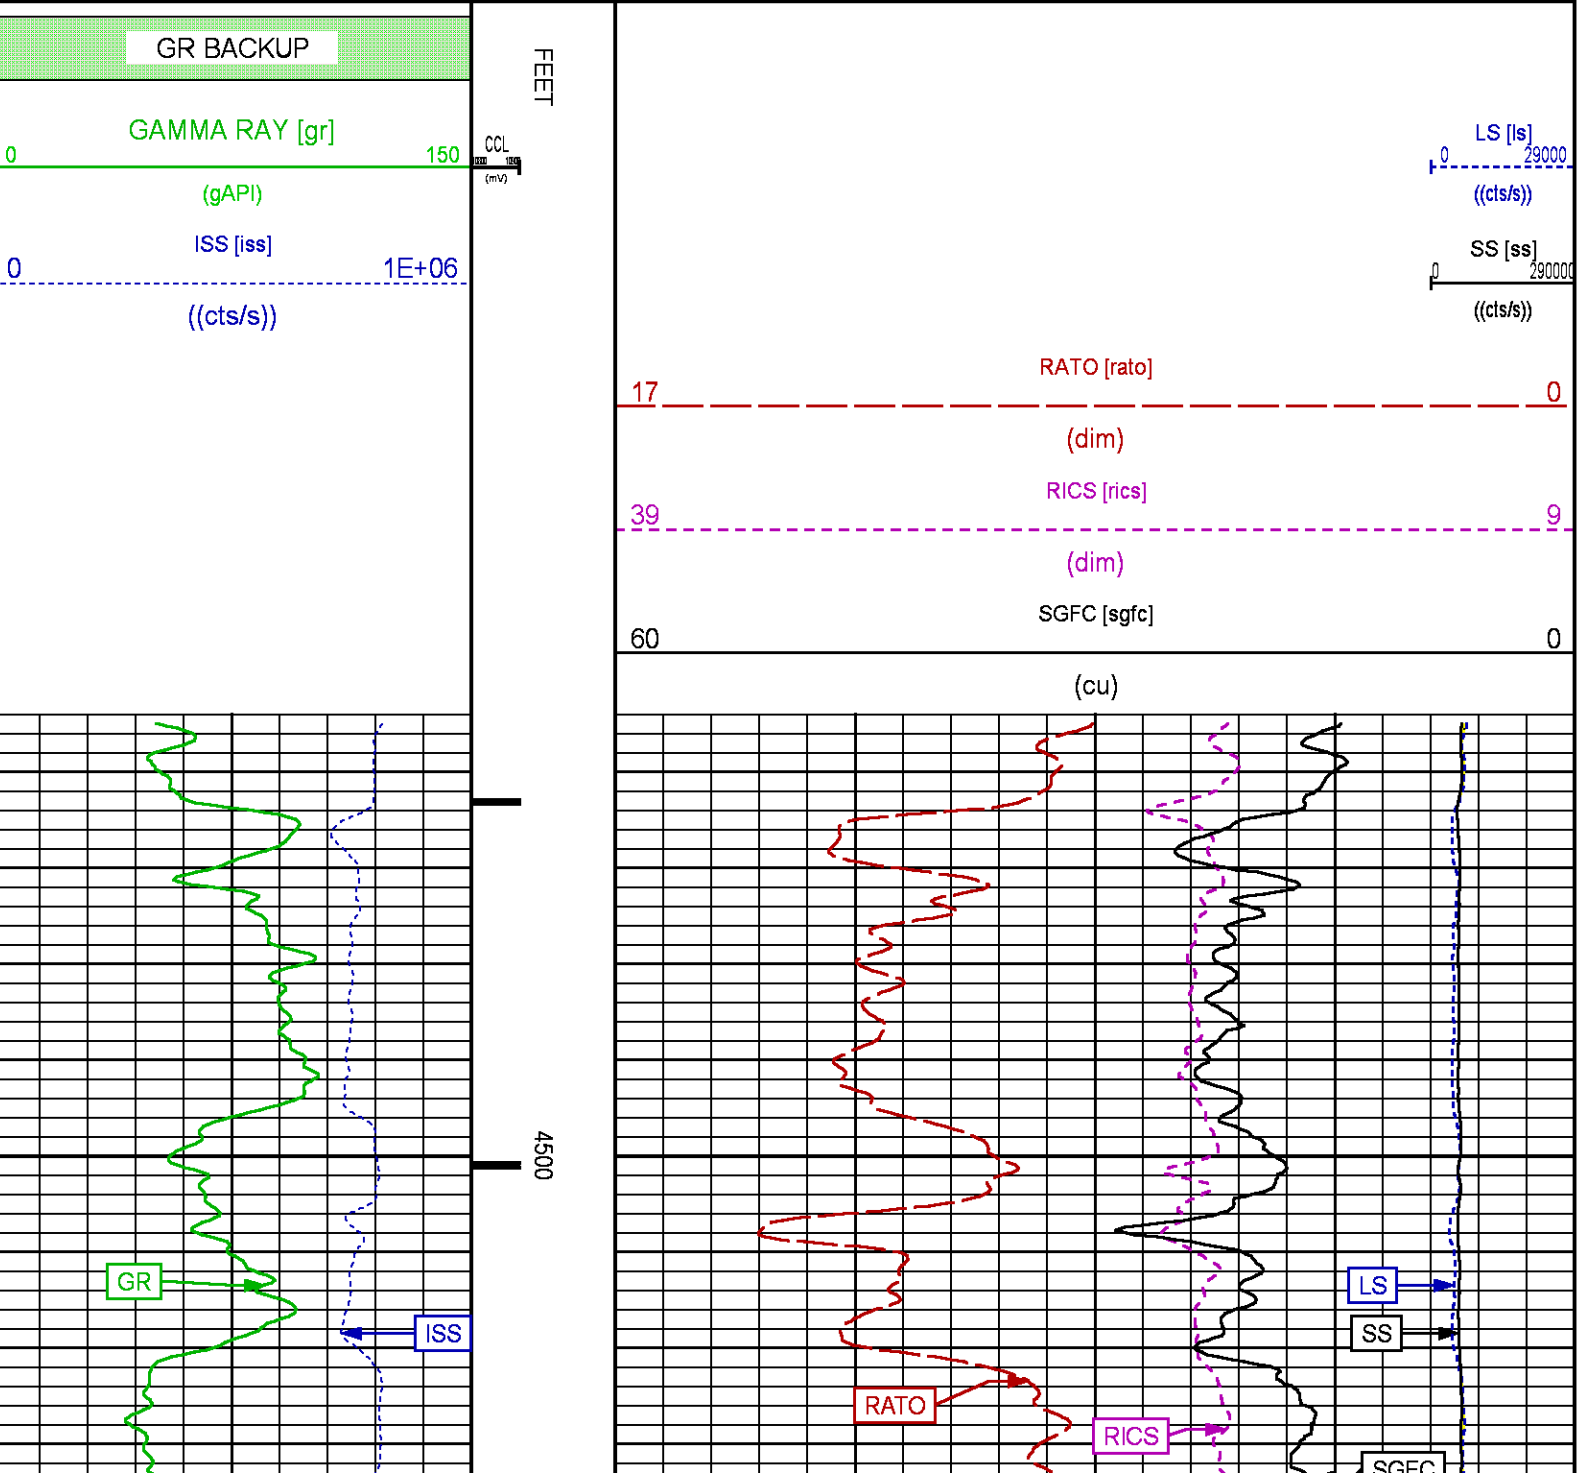 GR BACKUP
GAMMA RAY [gr]
0 150
(gAPI)
ISS [iss]
0 1E+06
((cts/s))
FEET
CCL
(mV)
LS [ls]
0 29000
((cts/s))
SS [ss]
0 290000
((cts/s))
RATO [rato]
17 0
(dim)
RICS [rics]
39 9
(dim)
SGFC [sgfc]
60 0
(cu)
4500
GR
ISS
LS
SS
RATO
RICS
SGFC